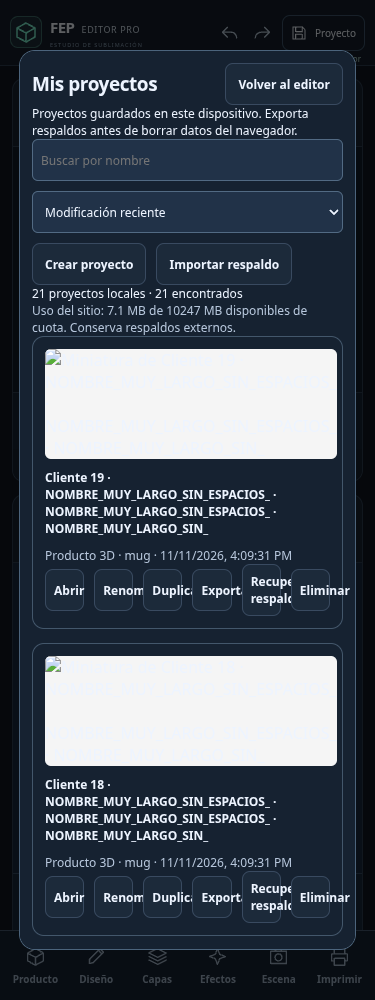 FEP EDITOR PRO
ESTUDIO DE SUBLIMACIÓN
Proyecto
Mis proyectos
Volver al editor
Proyectos guardados en este dispositivo. Exporta
respaldos antes de borrar datos del navegador.
Buscar por nombre
Modificación reciente
Crear proyecto
Importar respaldo
21 proyectos locales · 21 encontrados
Uso del sitio: 7.1 MB de 10247 MB disponibles de
cuota. Conserva respaldos externos.
Cliente 19 ·
NOMBRE_MUY_LARGO_SIN_ESPACIOS_ ·
NOMBRE_MUY_LARGO_SIN_ESPACIOS_ ·
NOMBRE_MUY_LARGO_SIN_
Producto 3D · mug · 11/11/2026, 4:09:31 PM
Abrir
Renom
Duplica
Exporta
Recupe
respald
Eliminar
Cliente 18 ·
NOMBRE_MUY_LARGO_SIN_ESPACIOS_ ·
NOMBRE_MUY_LARGO_SIN_ESPACIOS_ ·
NOMBRE_MUY_LARGO_SIN_
Producto 3D · mug · 11/11/2026, 4:09:31 PM
Abrir
Renom
Duplica
Exporta
Recupe
respald
Eliminar
Producto
Diseño
Capas
Efectos
Escena
Imprimir